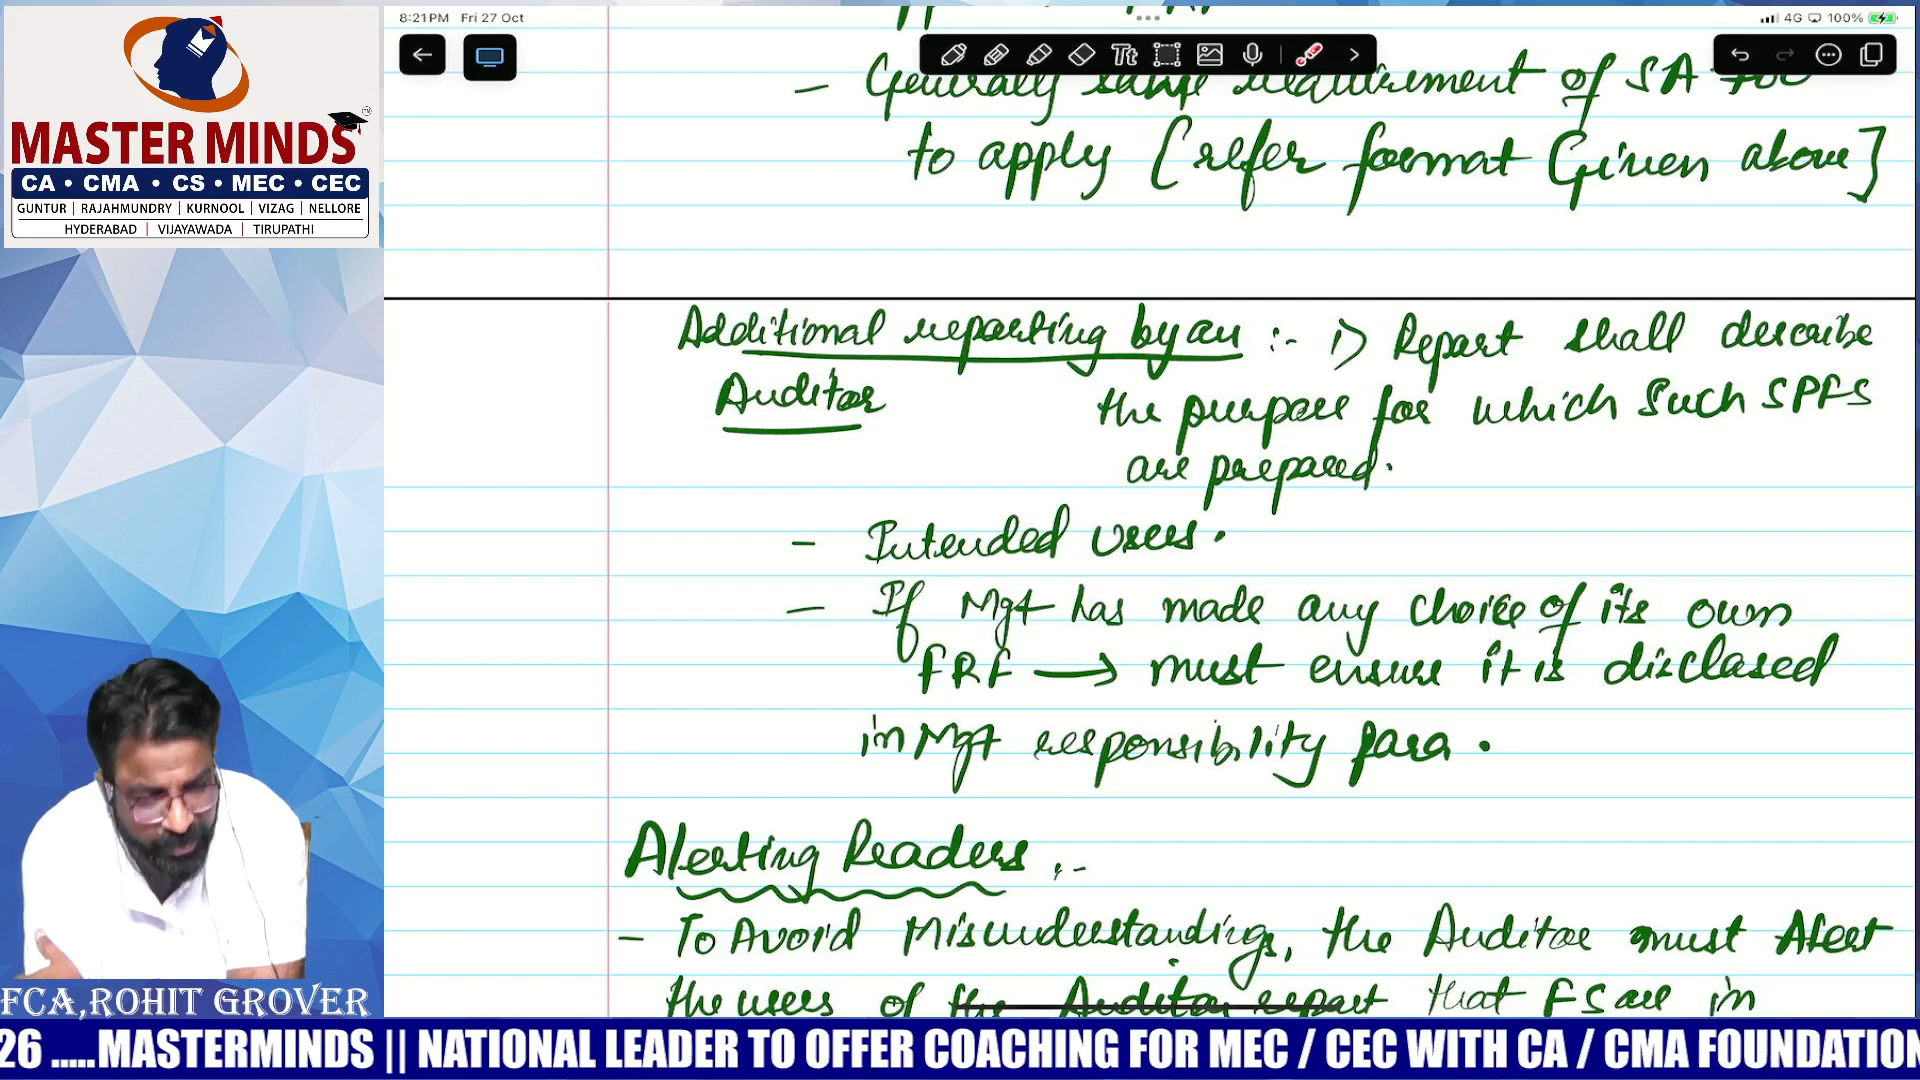 8:21PM Fri 27 Oct
4G 100%
Tt
MASTER MINDS
TM
CA • CMA • CS • MEC • CEC
GUNTUR | RAJAHMUNDRY | KURNOOL | VIZAG | NELLORE
HYDERABAD | VIJAYAWADA | TIRUPATHI
- Generally same requirement of SA 700
to apply [refer format Given above]
Additional reporting by an :- i) Report shall describe
Auditor the purpose for which such SPFS
are prepared.
- Intended users.
- If Mgt has made any choice of its own
FRF → must ensure it is disclosed
in Mgt responsibility para.
Alerting Readers :-
- To Avoid Misunderstandings, the Auditor must Alert
the users of the Auditor report that FS are in
FCA,ROHIT GROVER
26 .....MASTERMINDS || NATIONAL LEADER TO OFFER COACHING FOR MEC / CEC WITH CA / CMA FOUNDATION